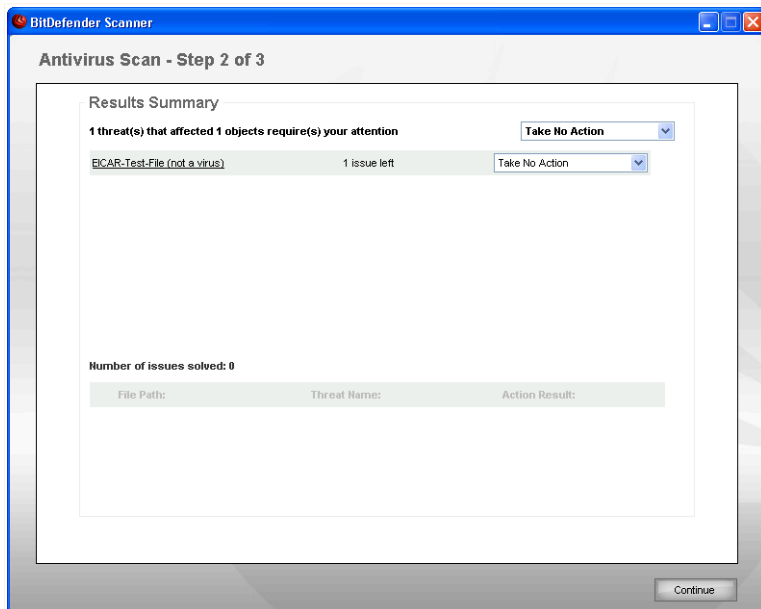 BitDefender Scanner
Antivirus Scan - Step 2 of 3
Results Summary
1 threat(s) that affected 1 objects require(s) your attention Take No Action
EICAR-Test-File (not a virus) 1 issue left Take No Action
Number of issues solved: 0
File Path: Threat Name: Action Result:
Continue